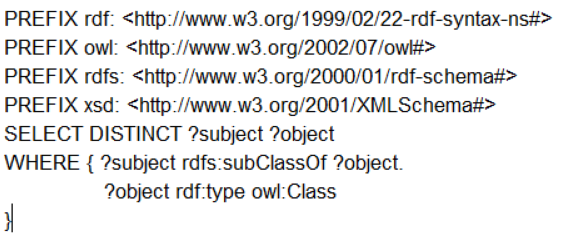 PREFIX rdf: <http://www.w3.org/1999/02/22-rdf-syntax-ns#>
PREFIX owl: <http://www.w3.org/2002/07/owl#>
PREFIX rdfs: <http://www.w3.org/2000/01/rdf-schema#>
PREFIX xsd: <http://www.w3.org/2001/XMLSchema#>
SELECT DISTINCT ?subject ?object
WHERE { ?subject rdfs:subClassOf ?object.
?object rdf:type owl:Class
}